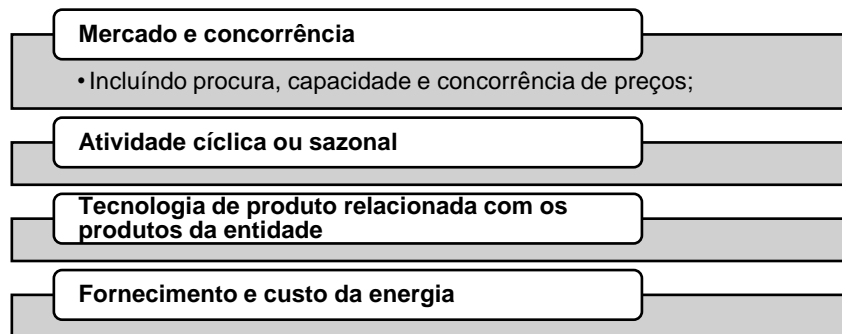 Mercado e concorrência
• Incluíndo procura, capacidade e concorrência de preços;
Atividade cíclica ou sazonal
Tecnologia de produto relacionada com os
produtos da entidade
Fornecimento e custo da energia